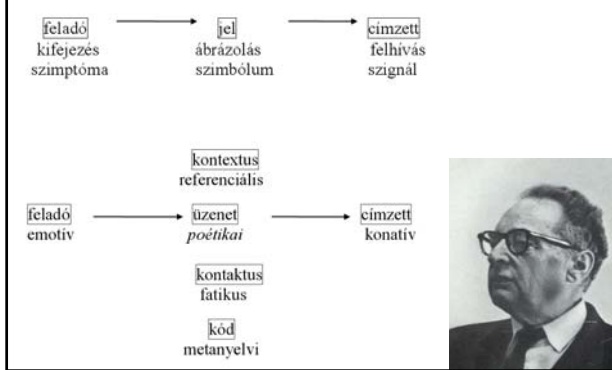 feladó jel címzett
kifejezés ábrázolás felhívás
szimptóma szimbólum szignál
kontextus
referenciális
feladó üzenet címzett
emotív poétikai konatív
kontaktus
fatikus
kód
metanyelvi